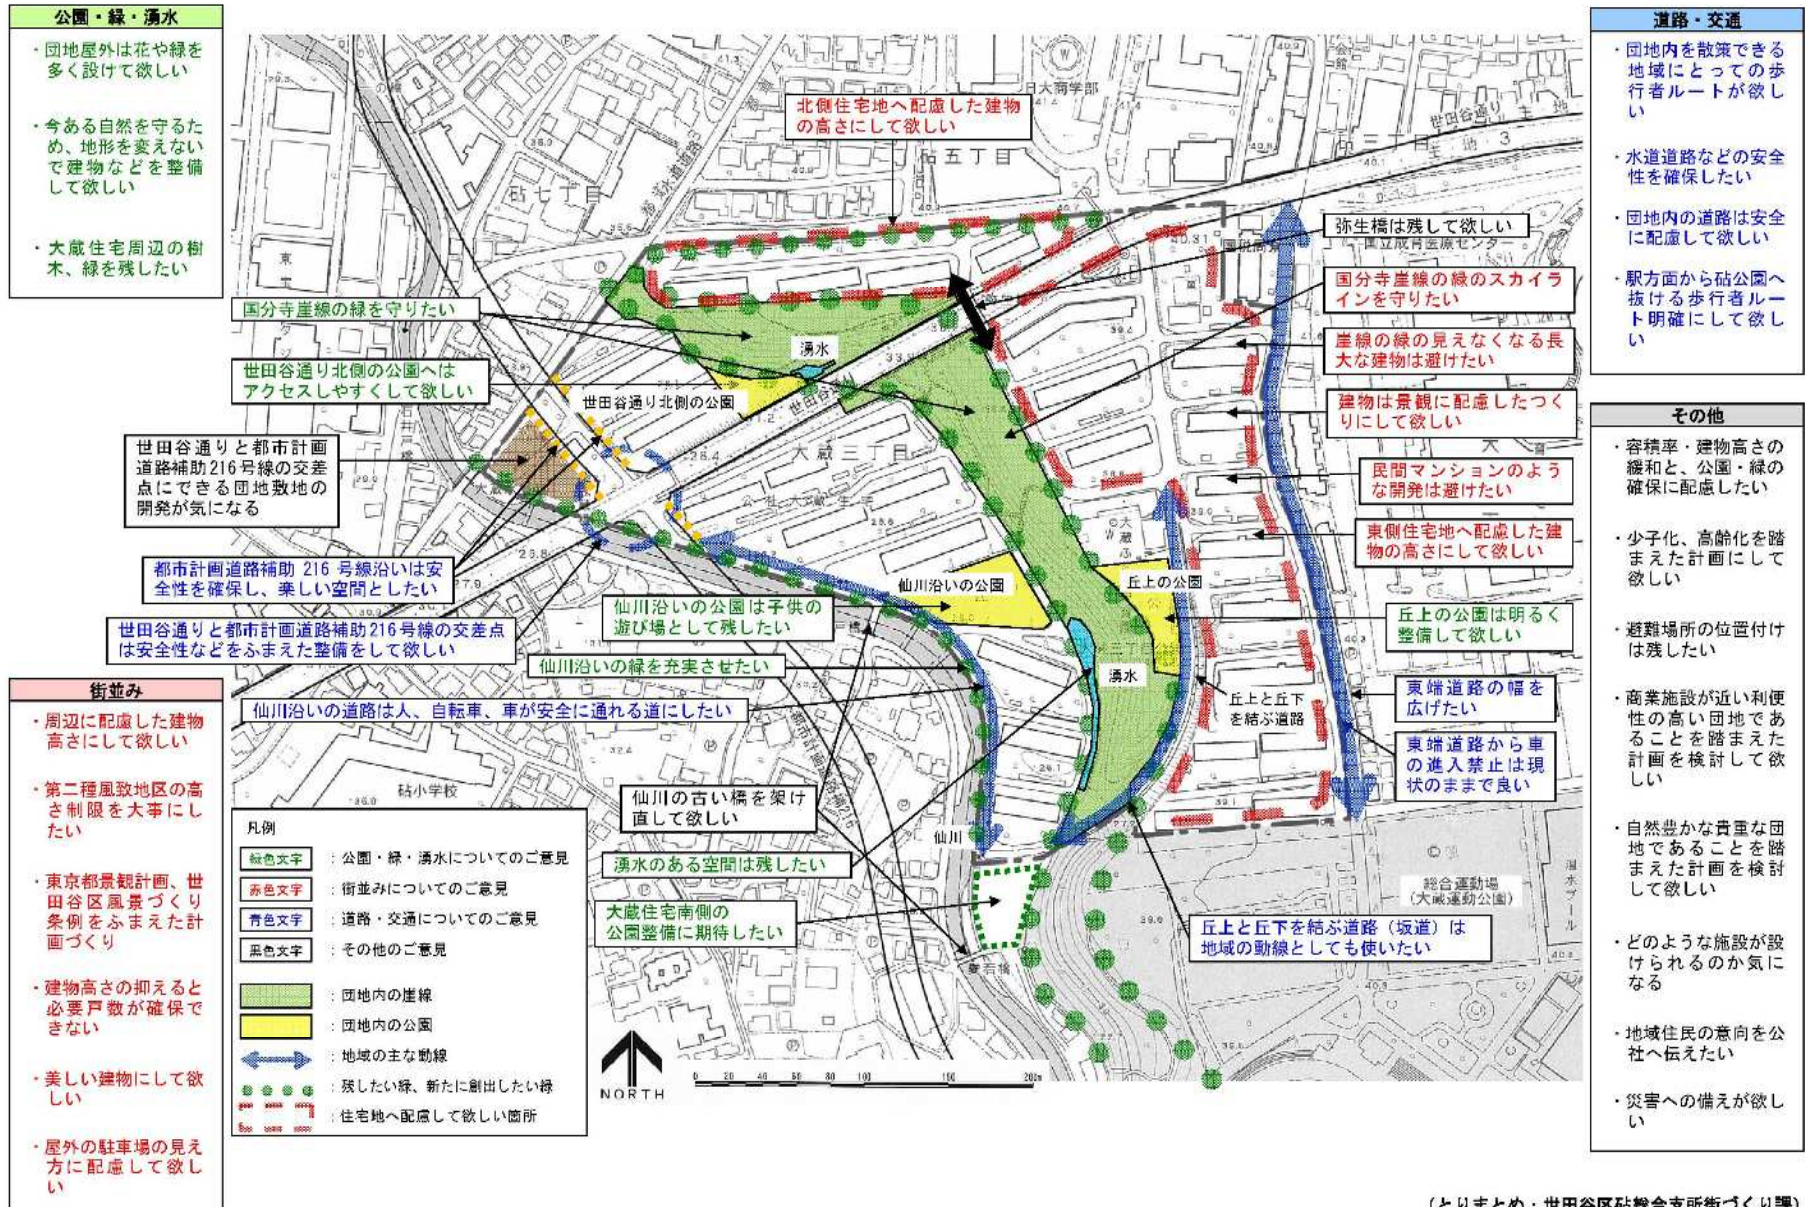 公園・緑・湧水
・団地屋外は花や緑を
多く設けて欲しい
・今ある自然を守るた
め、地形を変えない
で建物などを整備
して欲しい
・大蔵住宅周辺の樹
木、緑を残したい
街並み
・周辺に配慮した建物
高さにして欲しい
・第二種風致地区の高
さ制限を大事にし
たい
・東京都景観計画、世
田谷区風景づくり
条例をふまえた計
画づくり
・建物高さの抑えると
必要戸数が確保で
きない
・美しい建物にして欲
しい
・屋外の駐車場の見え
方に配慮して欲し
い
北側住宅地へ配慮した建物
の高さにして欲しい
日大商学部
砧五丁目
砧七丁目
世田谷通り
弥生橋は残して欲しい
国立成育医療センター
国分寺崖線の緑のスカイラ
インを守りたい
国分寺崖線の緑を守りたい
崖線の緑の見えなくなる長
大な建物は避けたい
湧水
世田谷通り北側の公園へは
アクセスしやすくして欲しい
世田谷通り北側の公園
建物は景観に配慮したつく
りにして欲しい
世田谷通りと都市計画
道路補助216号線の交差
点にできる団地敷地の
開発が気になる
大蔵三丁目
民間マンションのよう
な開発は避けたい
東側住宅地へ配慮した建
物の高さにして欲しい
都市計画道路補助 216 号線沿いは安
全性を確保し、楽しい空間としたい
仙川沿いの公園
丘上の公園
仙川沿いの公園は子供の
遊び場として残したい
丘上の公園は明るく
整備して欲しい
世田谷通りと都市計画道路補助216号線の交差点
は安全性などをふまえた整備をして欲しい
仙川沿いの緑を充実させたい
湧水
丘上と丘下
を結ぶ道路
東端道路の幅を
広げたい
仙川沿いの道路は人、自転車、車が安全に通れる道にしたい
東端道路から車
の進入禁止は現
状のままで良い
砧小学校
仙川の古い橋を架け
直して欲しい
仙川
湧水のある空間は残したい
総合運動場
(大蔵運動公園)
温水プール
大蔵住宅南側の
公園整備に期待したい
丘上と丘下を結ぶ道路（坂道）は
地域の動線としても使いたい
凡例
緑色文字 ：公園・緑・湧水についてのご意見
赤色文字 ：街並みについてのご意見
青色文字 ：道路・交通についてのご意見
黒色文字 ：その他のご意見
：団地内の崖線
：団地内の公園
：地域の主な動線
：残したい緑、新たに創出したい緑
：住宅地へ配慮して欲しい箇所
NORTH
0 20 40 60 80 100 150 200m
道路・交通
・団地内を散策できる
地域にとっての歩
行者ルートが欲し
い
・水道道路などの安全
性を確保したい
・団地内の道路は安全
に配慮して欲しい
・駅方面から砧公園へ
抜ける歩行者ルー
ト明確にして欲し
い
その他
・容積率・建物高さの
緩和と、公園・緑の
確保に配慮したい
・少子化、高齢化を踏
まえた計画にして
欲しい
・避難場所の位置付け
は残したい
・商業施設が近い利便
性の高い団地であ
ることを踏まえた
計画を検討して欲
しい
・自然豊かな貴重な団
地であることを踏
まえた計画を検討
して欲しい
・どのような施設が設
けられるのか気に
なる
・地域住民の意向を公
社へ伝えたい
・災害への備えが欲し
い
(とりまとめ：世田谷区砧総合支所街づくり課)